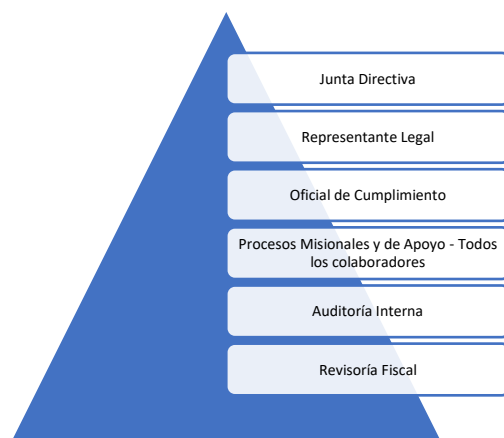 Junta Directiva
Representante Legal
Oficial de Cumplimiento
Procesos Misionales y de Apoyo - Todos
los colaboradores
Auditoría Interna
Revisoría Fiscal